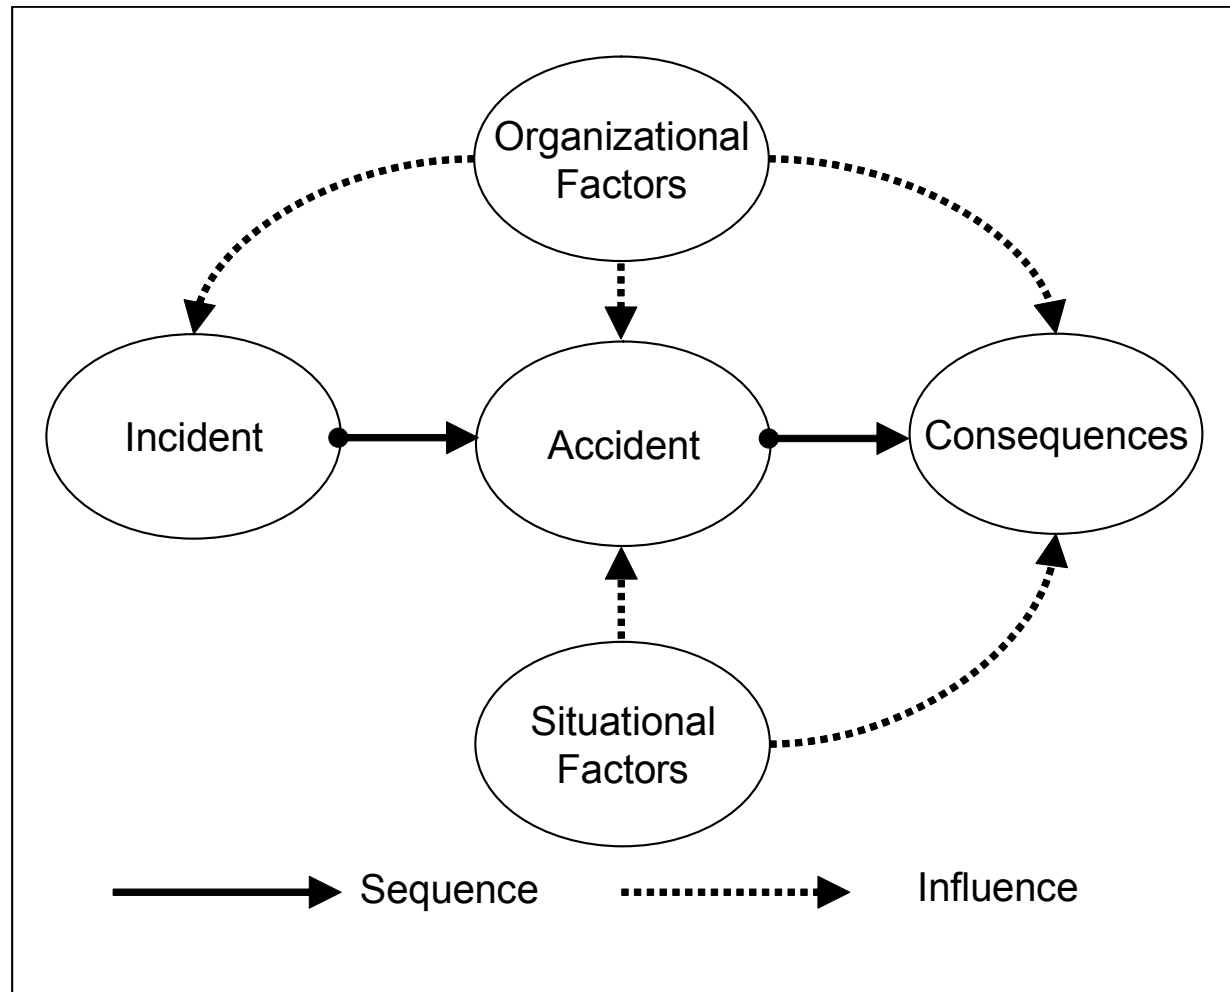 Organizational
Factors
Incident
Accident
Consequences
Situational
Factors
Sequence
Influence